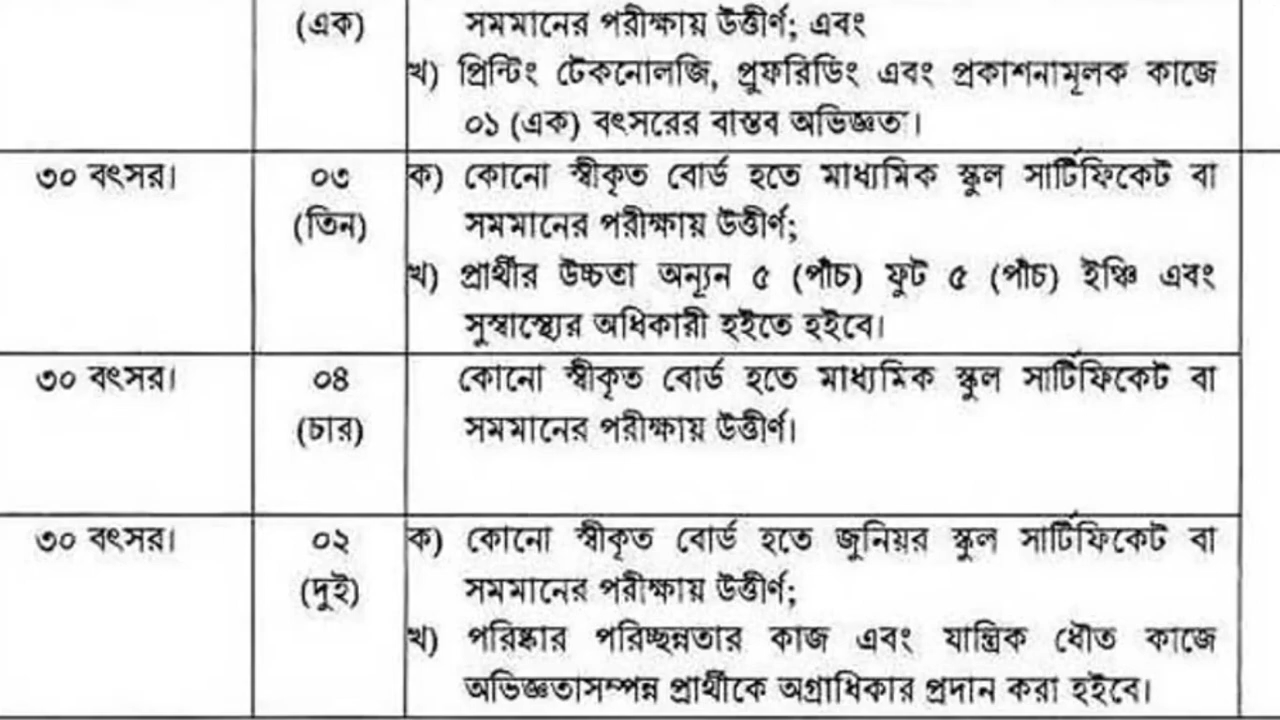 (এক)
সমমানের পরীক্ষায় উত্তীর্ণ; এবং
খ) প্রিন্টিং টেকনোলজি, প্রুফরিডিং এবং প্রকাশনামূলক কাজে
০১ (এক) বৎসরের বাস্তব অভিজ্ঞতা।
৩০ বৎসর।
০৩
(তিন)
ক) কোনো স্বীকৃত বোর্ড হতে মাধ্যমিক স্কুল সার্টিফিকেট বা
সমমানের পরীক্ষায় উত্তীর্ণ;
খ) প্রার্থীর উচ্চতা অন্যূন ৫ (পাঁচ) ফুট ৫ (পাঁচ) ইঞ্চি এবং
সুস্বাস্থ্যের অধিকারী হইতে হইবে।
৩০ বৎসর।
০৪
(চার)
কোনো স্বীকৃত বোর্ড হতে মাধ্যমিক স্কুল সার্টিফিকেট বা
সমমানের পরীক্ষায় উত্তীর্ণ।
৩০ বৎসর।
০২
(দুই)
ক) কোনো স্বীকৃত বোর্ড হতে জুনিয়র স্কুল সার্টিফিকেট বা
সমমানের পরীক্ষায় উত্তীর্ণ;
খ) পরিষ্কার পরিচ্ছন্নতার কাজ এবং যান্ত্রিক ধৌত কাজে
অভিজ্ঞতাসম্পন্ন প্রার্থীকে অগ্রাধিকার প্রদান করা হইবে।